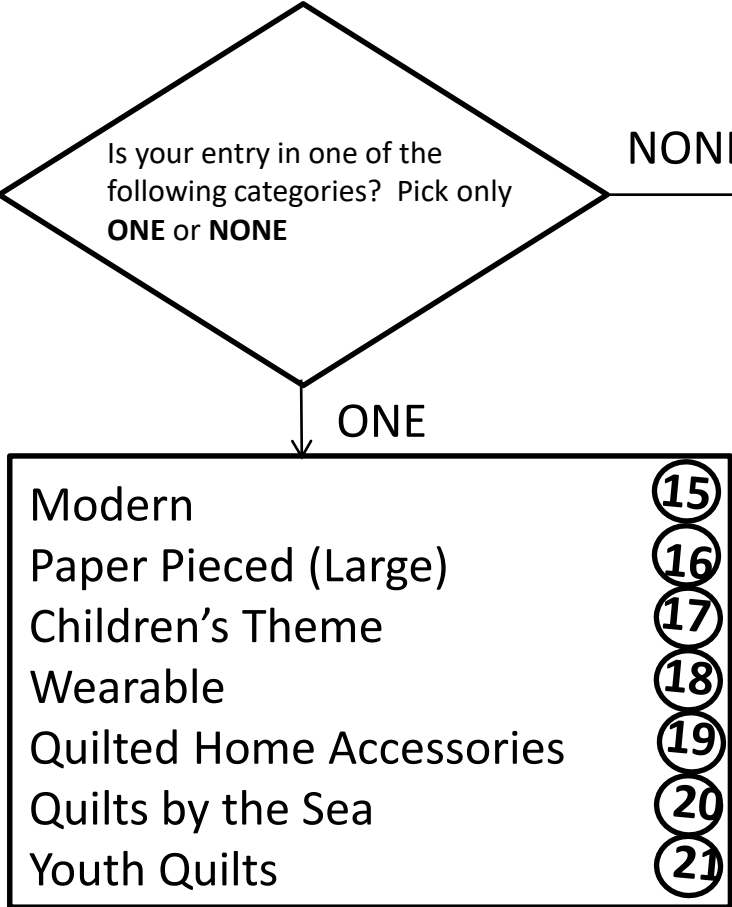 Is your entry in one of the
NONE
following categories? Pick only
ONE or NONE
ONE
Modern 15
Paper Pieced (Large) 16
Children's Theme 17
Wearable 18
Quilted Home Accessories 19
Quilts by the Sea 20
Youth Quilts 21